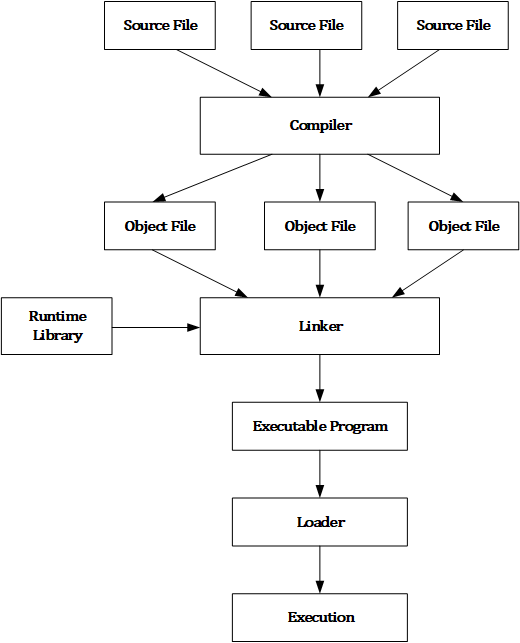 Source File
Source File
Source File
Compiler
Object File
Object File
Object File
Runtime
Library
Linker
Executable Program
Loader
Execution